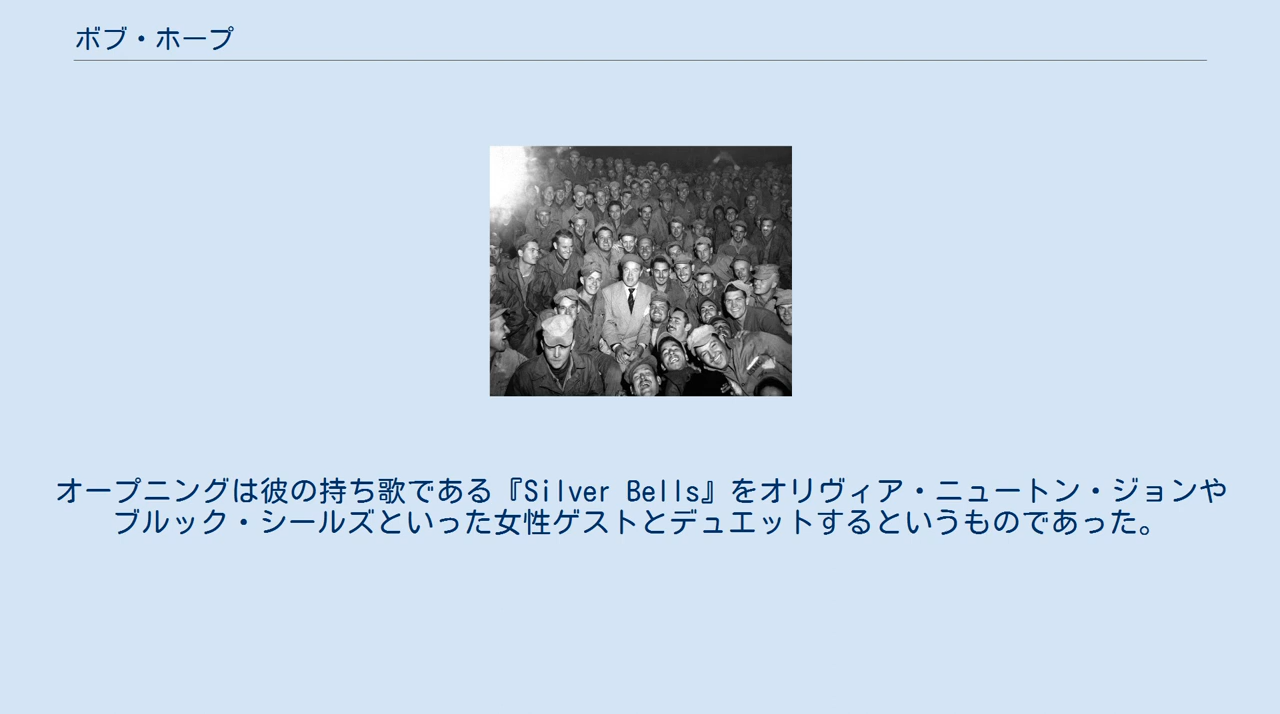 ボブ・ホープ
オープニングは彼の持ち歌である『Silver Bells』をオリヴィア・ニュートン・ジョンや
ブルック・シールズといった女性ゲストとデュエットするというものであった。